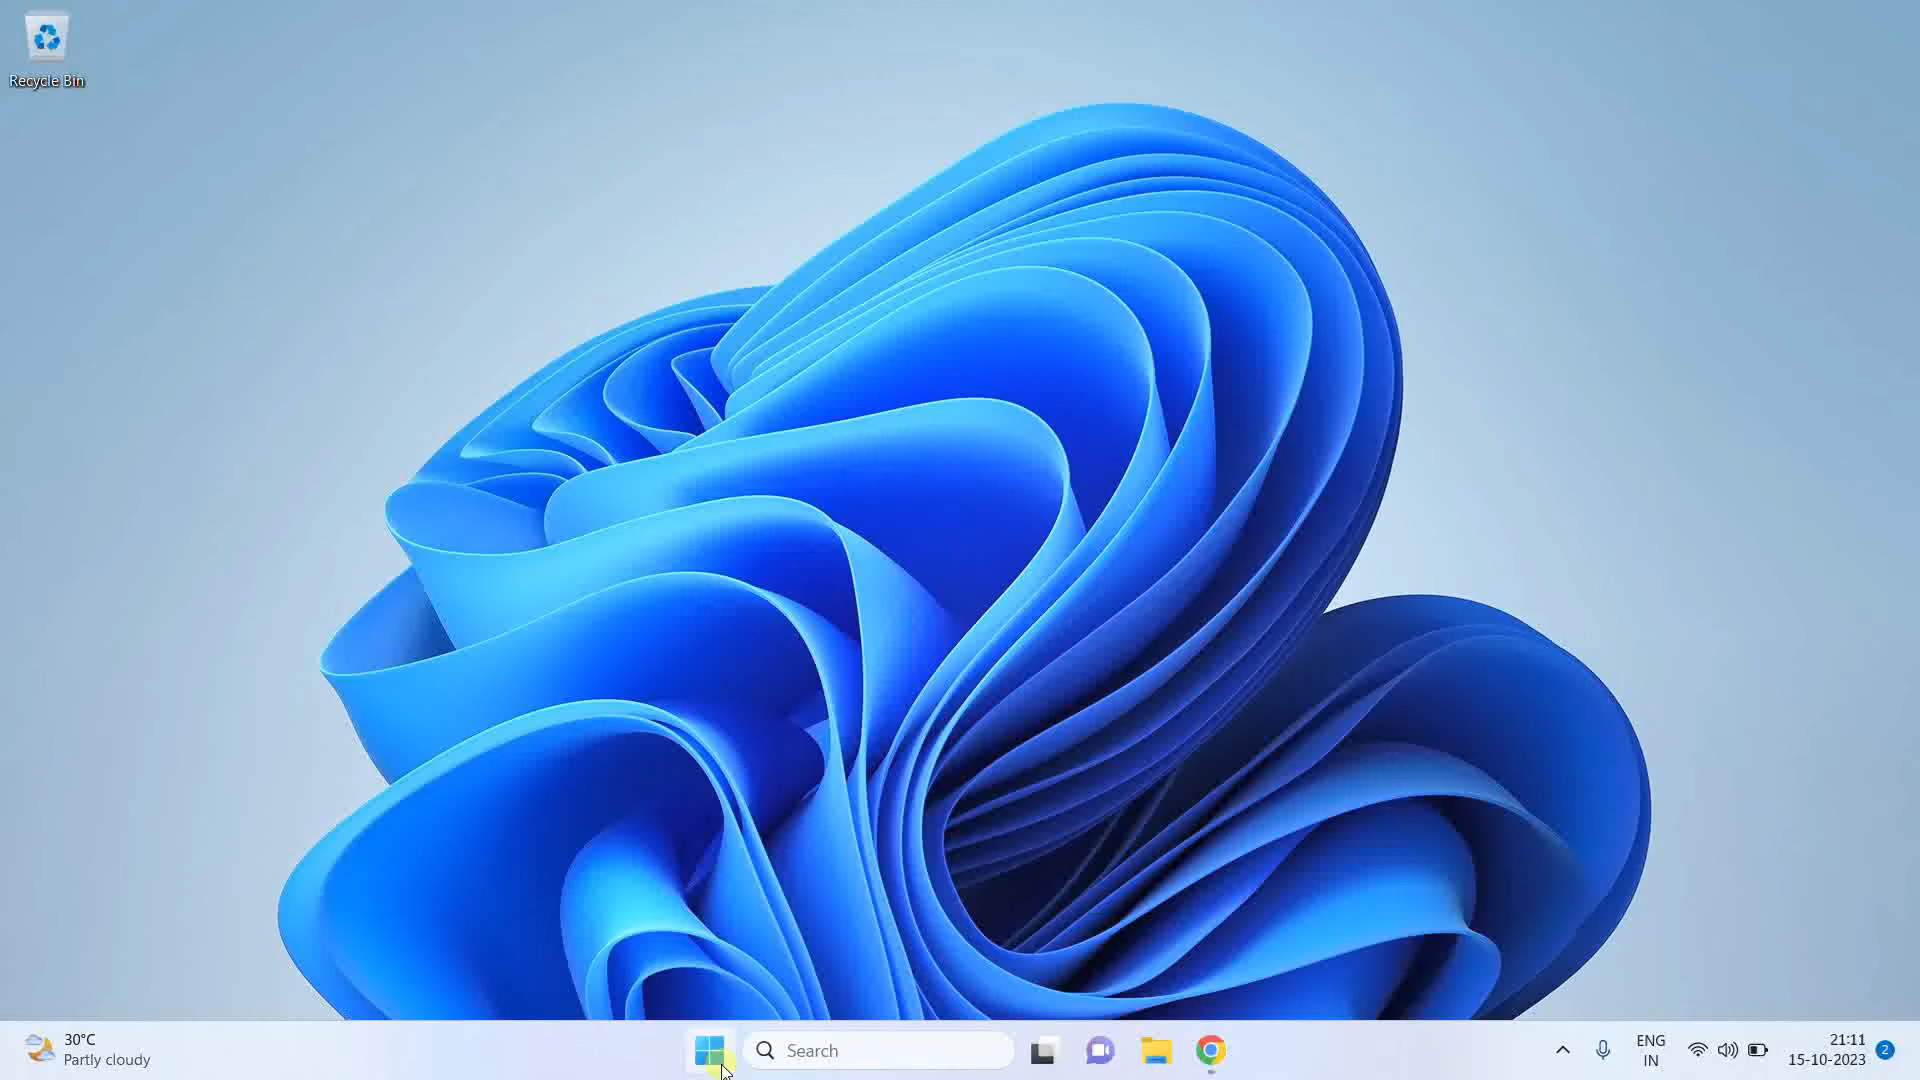 Recycle Bin
30°C
Partly cloudy
Search
ENG
IN
21:11
15-10-2023
2